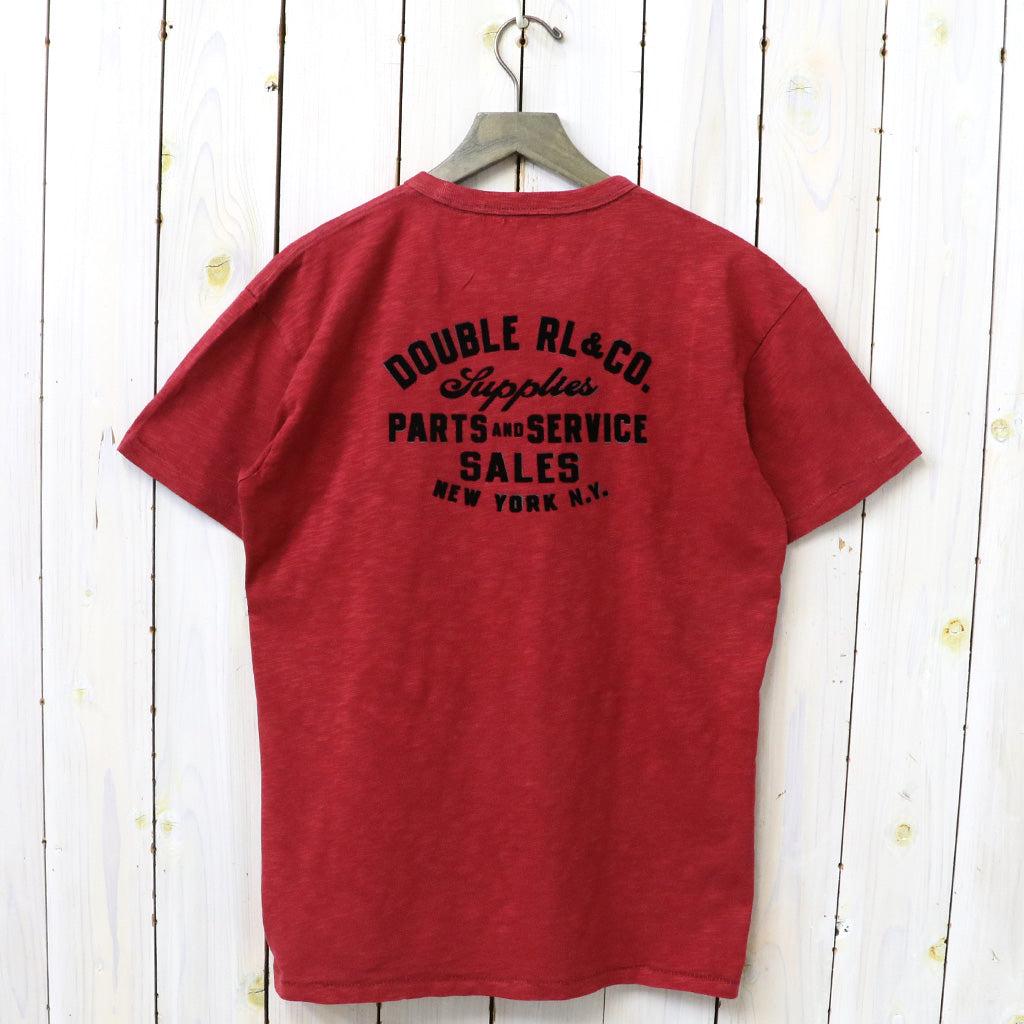 DOUBLE RL&CO.
Supplies
PARTS AND SERVICE
SALES
NEW YORK N.Y.